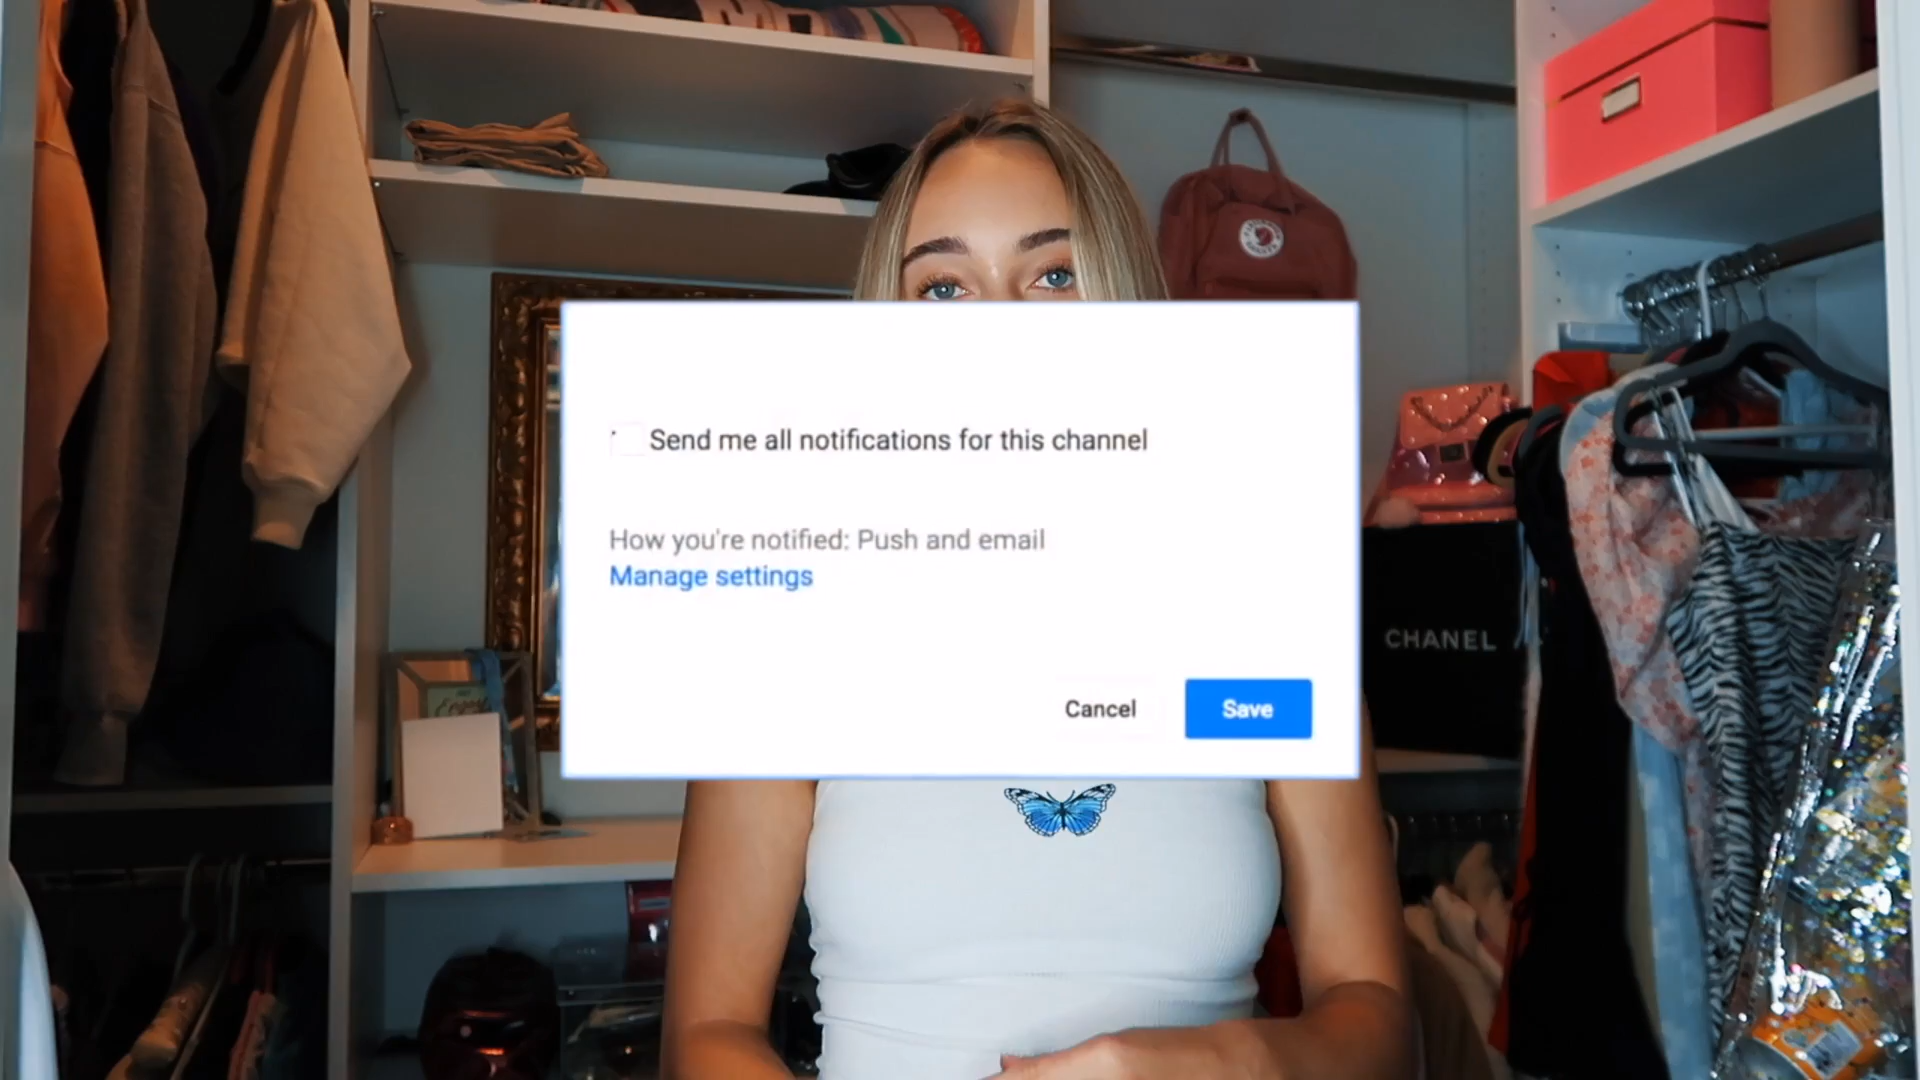 Send me all notifications for this channel
How you're notified: Push and email
Manage settings
Cancel
Save
CHANEL